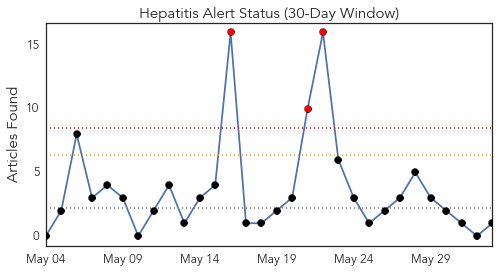 Hepatitis Alert Status (30-Day Window)
Articles Found
15
10
5
0
May 04 May 09 May 14 May 19 May 24 May 29